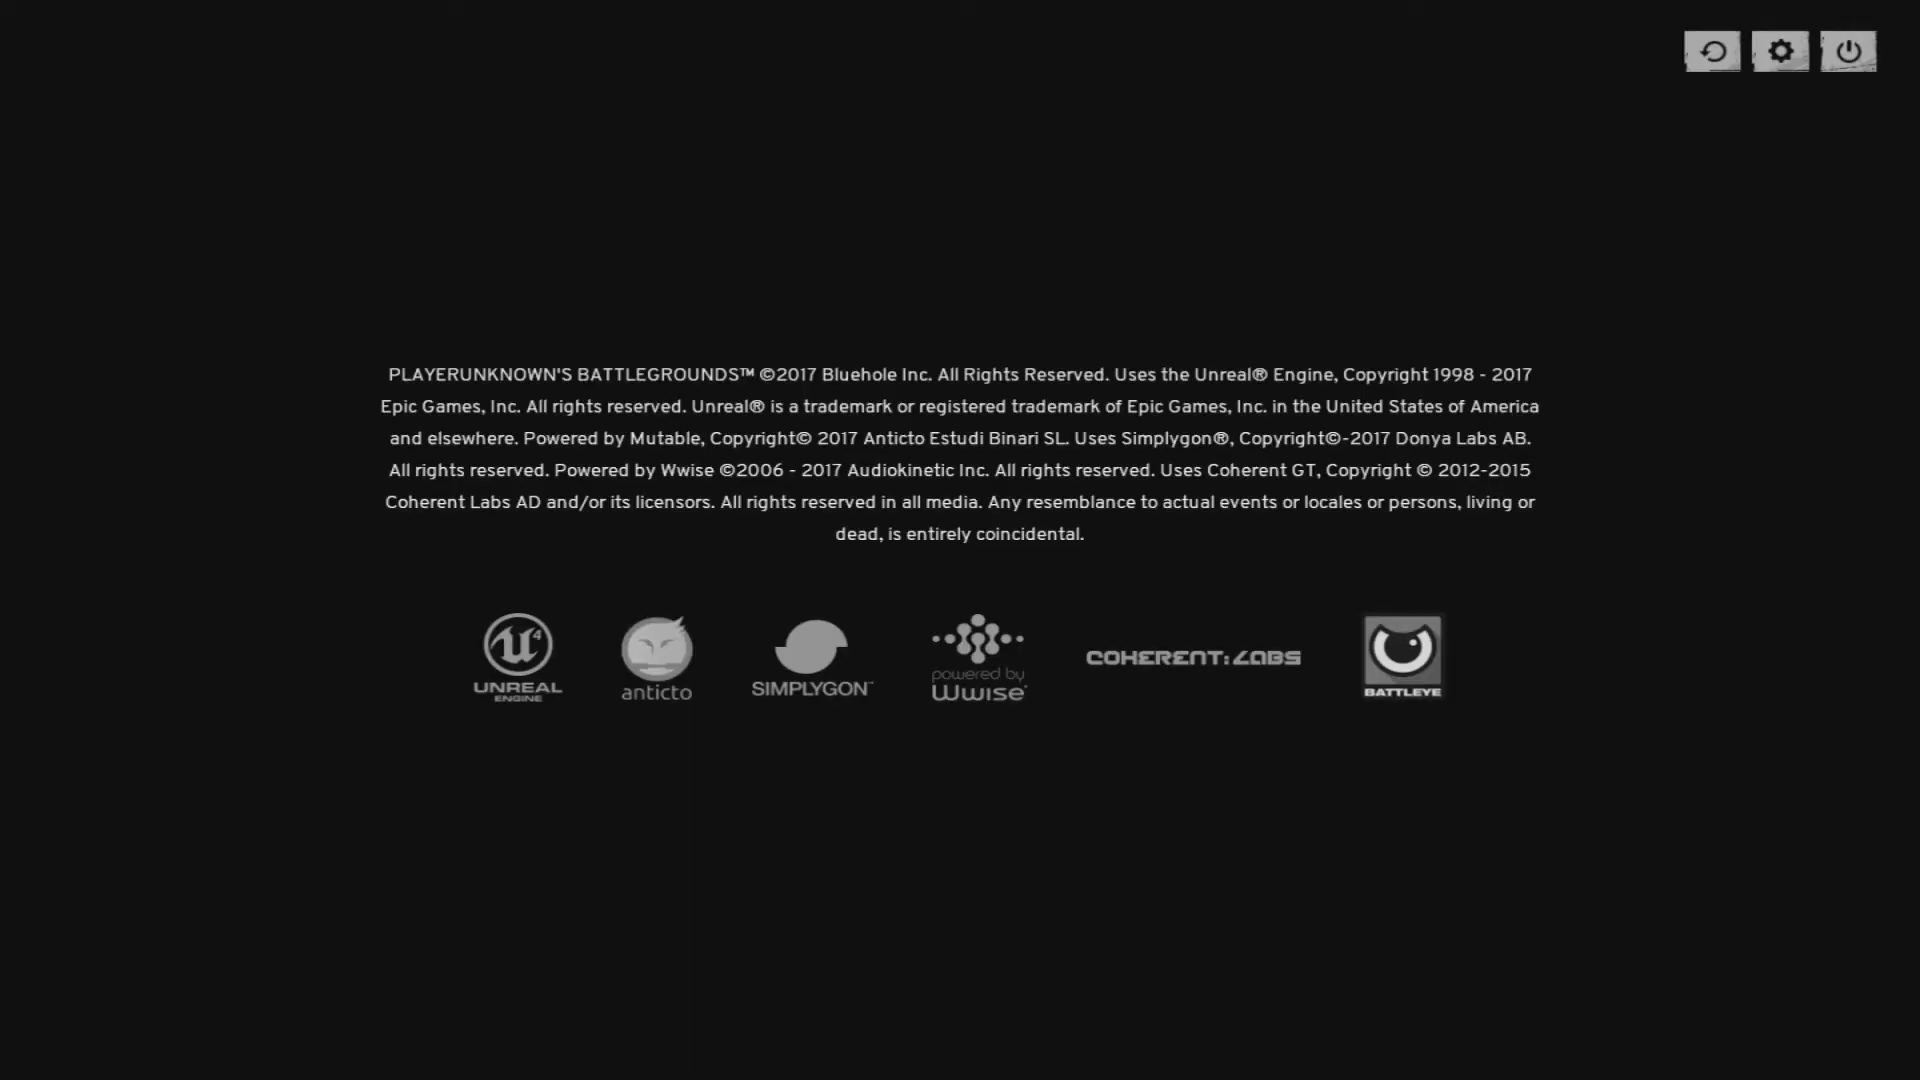 PLAYERUNKNOWN'S BATTLEGROUNDS™ ©2017 Bluehole Inc. All Rights Reserved. Uses the Unreal® Engine, Copyright 1998 - 2017
Epic Games, Inc. All rights reserved. Unreal® is a trademark or registered trademark of Epic Games, Inc. in the United States of America
and elsewhere. Powered by Mutable, Copyright© 2017 Anticto Estudi Binari SL. Uses Simplygon®, Copyright©-2017 Donya Labs AB.
All rights reserved. Powered by Wwise ©2006 - 2017 Audiokinetic Inc. All rights reserved. Uses Coherent GT, Copyright © 2012-2015
Coherent Labs AD and/or its licensors. All rights reserved in all media. Any resemblance to actual events or locales or persons, living or
dead, is entirely coincidental.
U4
UNREAL
ENGINE
anticto
SIMPLYGON™
powered by
Wwise®
COHERENT:LABS
BATTLEYE